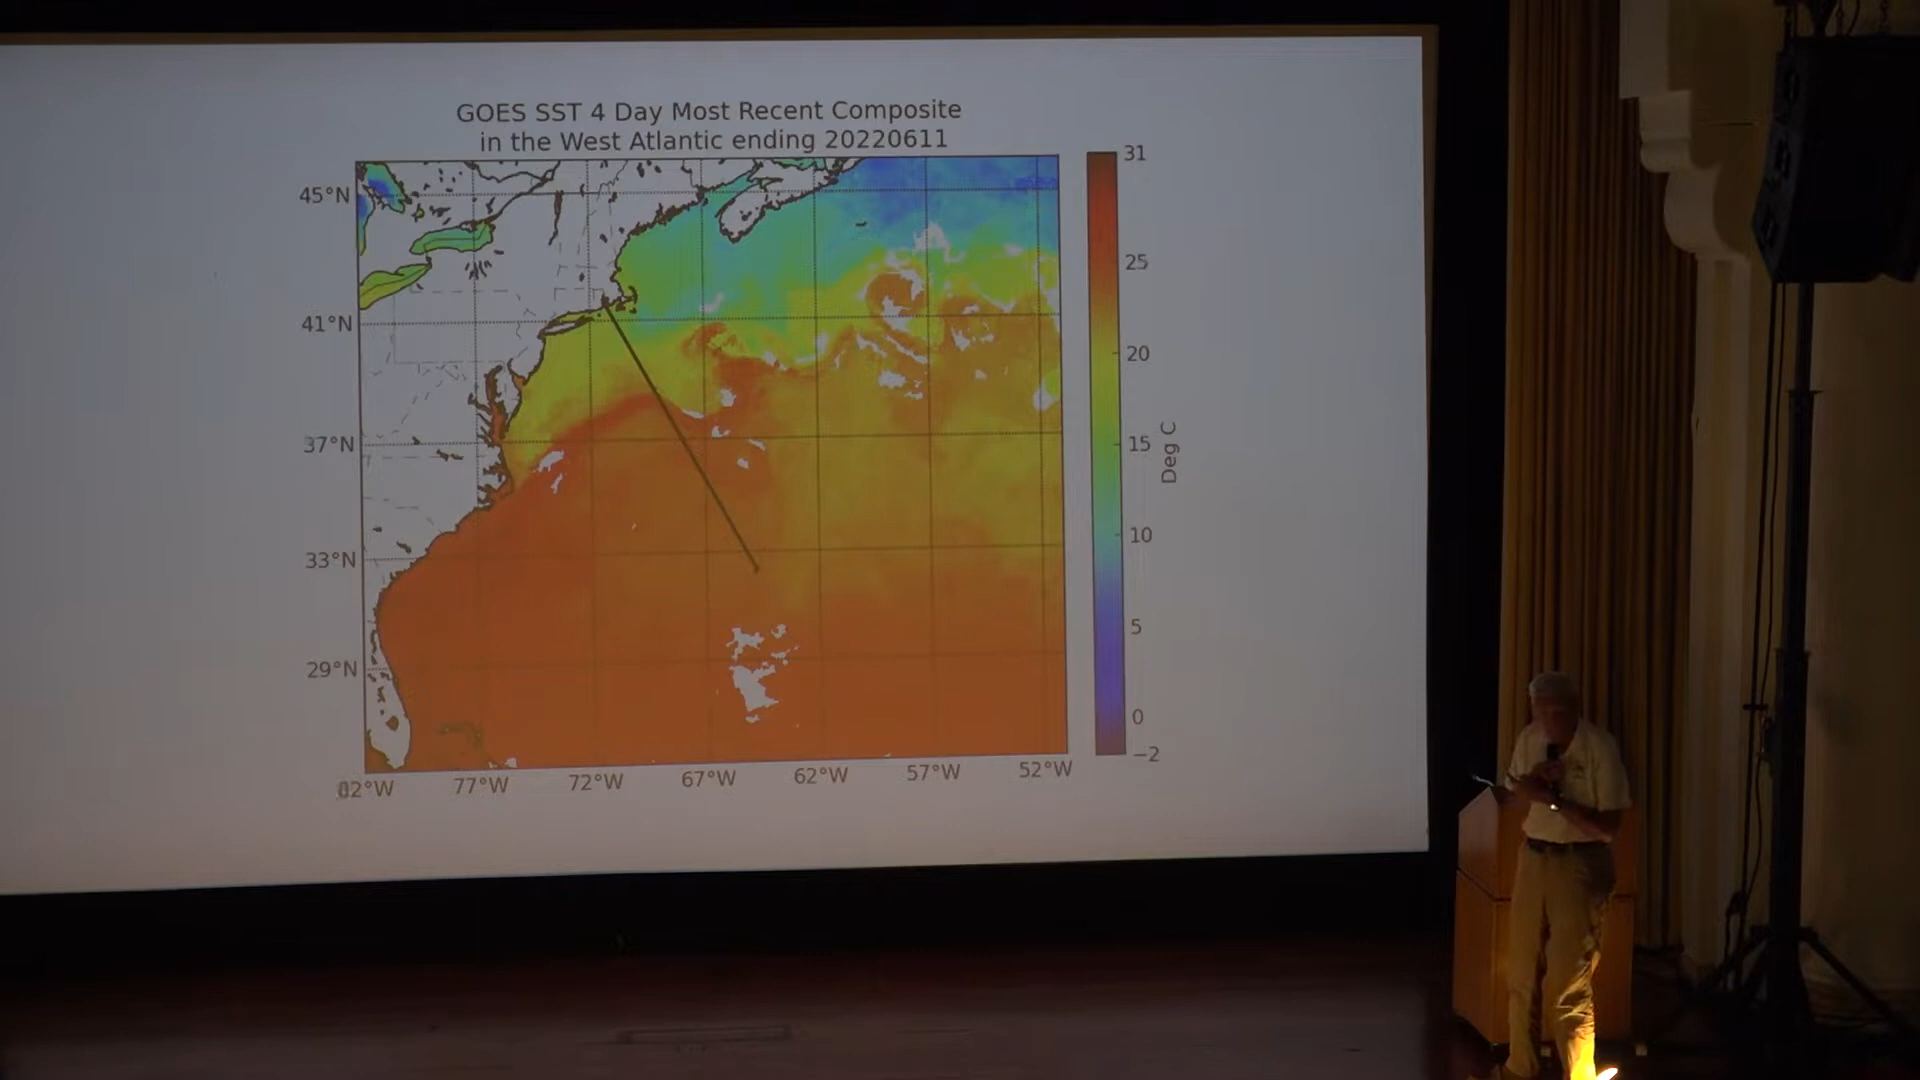 GOES SST 4 Day Most Recent Composite
in the West Atlantic ending 20220611
31
45°N
25
41°N
20
37°N
15
Deg C
10
33°N
5
29°N
0
−2
82°W 77°W 72°W 67°W 62°W 57°W 52°W